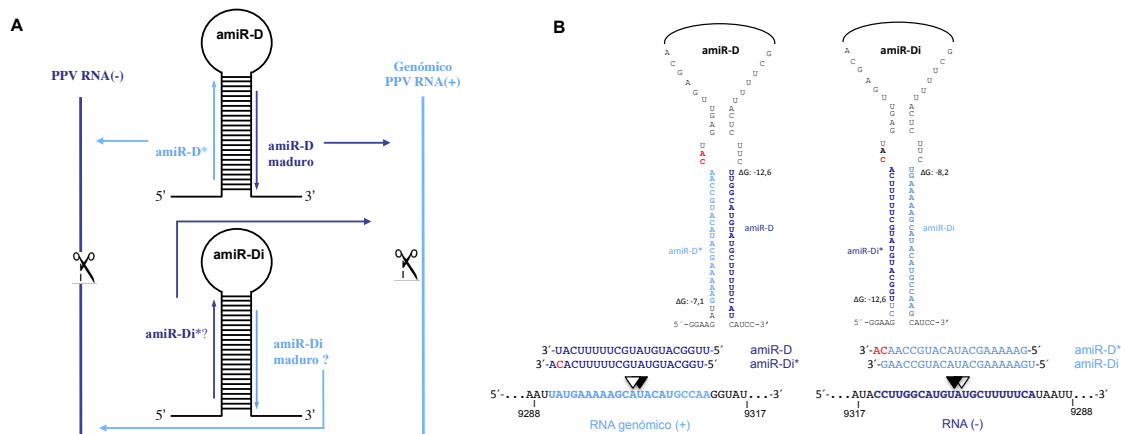 A
B
amiR-D
PPV RNA(-)
Genómico
PPV RNA(+)
amiR-D*
amiR-D
maduro
5'
3'
amiR-Di
amiR-Di*?
amiR-Di
maduro ?
5'
3'
amiR-D
ΔG: -12,6
amiR-D
amiR-D*
ΔG: -7,1
5´-GGAAG
CAUCC-3’
amiR-Di
ΔG: -8,2
amiR-Di
amiR-Di*
ΔG: -12,6
5´-GGAAG
CAUCC-3’
3´-UACUUUUUCGUAUGUACGGUU-5´ amiR-D
3´-ACACUUUUUCGUAUGUACGGU-5´ amiR-Di*
5´-...AAUUAUGAAAAAGCAUACAUGCCAAGGUAU...-3´
9288
9317
RNA genómico (+)
3´-ACAACCGUACAUACGAAAAAG-5´ amiR-D*
3´-GAACCGUACAUACGAAAAAGU-5´ amiR-Di
5´-...AUACCUUGGCAUGUAUGCUUUUUCAUAAUU...-3´
9317
9288
RNA (-)